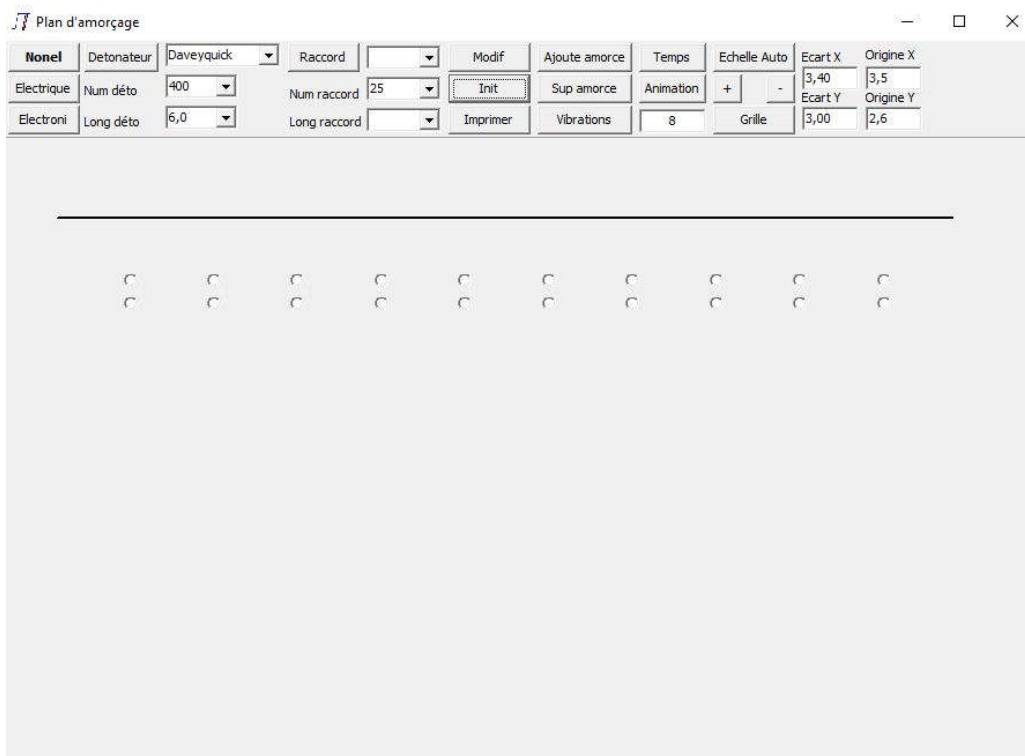 Plan d'amorçage
Nonel Detonateur Daveyquick Raccord Modif Ajoute amorce Temps Echelle Auto Ecart X Origine X
3,40 3,5
Electrique Num déto 400 Num raccord 25 Init Sup amorce Animation + - Ecart Y Origine Y
Electroni Long déto 6,0 Long raccord Imprimer Vibrations 8 Grille 3,00 2,6